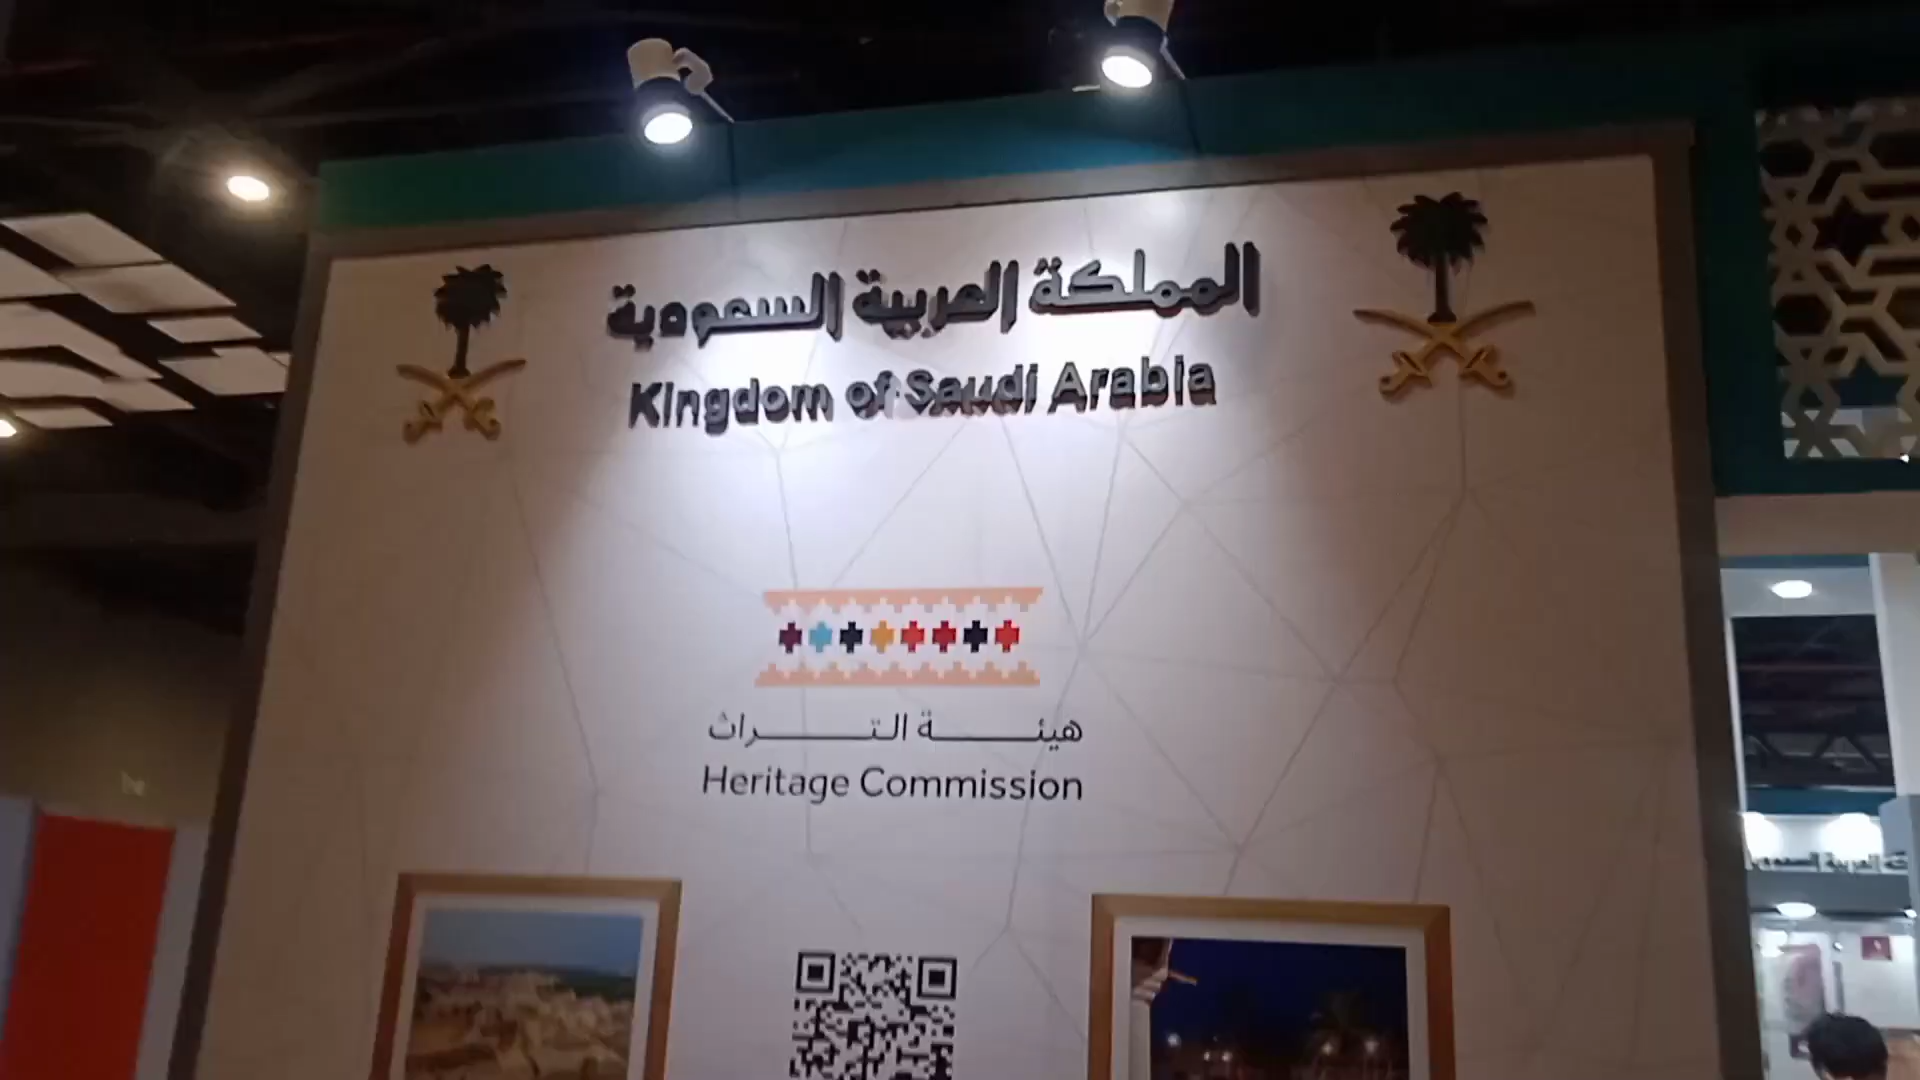 المملكة العربية السعودية
Kingdom of Saudi Arabia
هيئة التراث
Heritage Commission